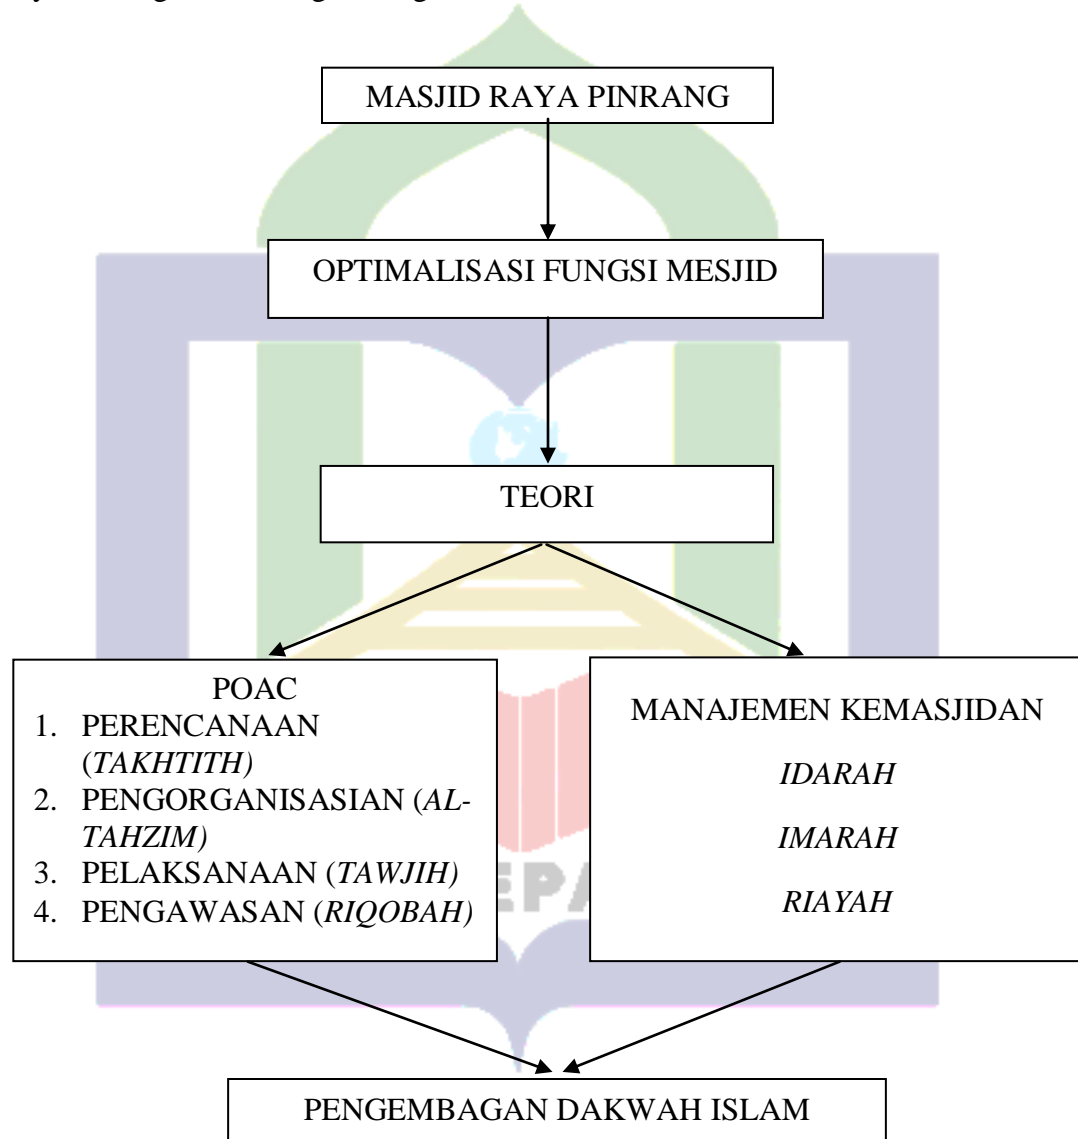 MASJID RAYA PINRANG
OPTIMALISASI FUNGSI MESJID
TEORI
POAC
1. PERENCANAAN
(TAKHTITH)
2. PENGORGANISASIAN (AL-
TAHZIM)
3. PELAKSANAAN (TAWJIH)
4. PENGAWASAN (RIQOBAH)
MANAJEMEN KEMASJIDAN
IDARAH
IMARAH
RIAYAH
PENGEMBAGAN DAKWAH ISLAM